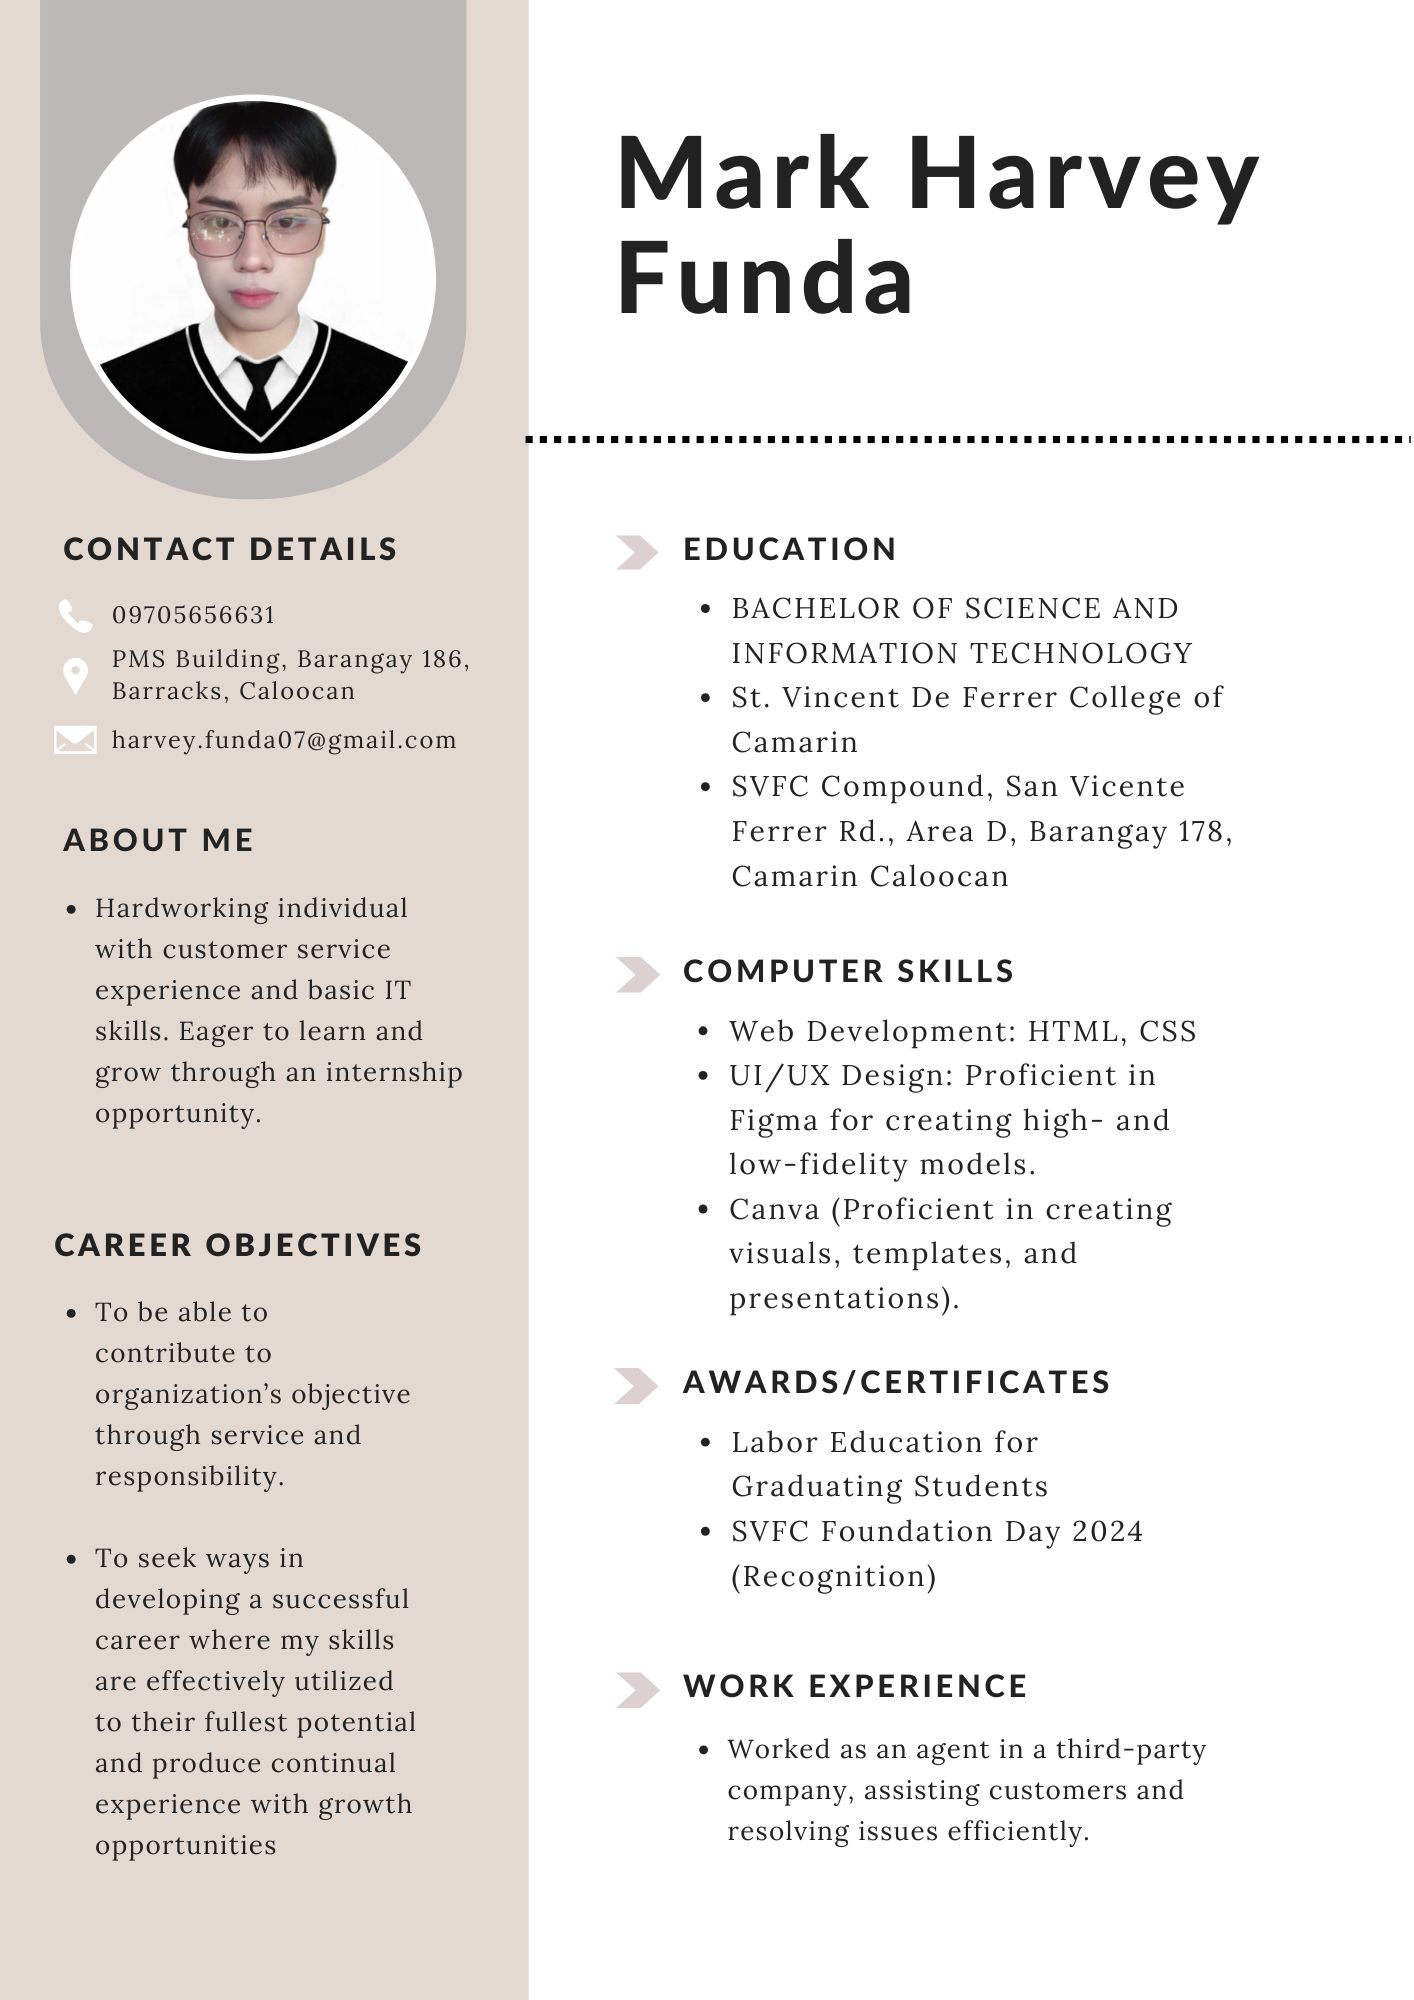 Mark Harvey
Funda
CONTACT DETAILS
09705656631
PMS Building, Barangay 186,
Barracks, Caloocan
harvey.funda07@gmail.com
ABOUT ME
Hardworking individual
with customer service
experience and basic IT
skills. Eager to learn and
grow through an internship
opportunity.
CAREER OBJECTIVES
To be able to
contribute to
organization’s objective
through service and
responsibility.
To seek ways in
developing a successful
career where my skills
are effectively utilized
to their fullest potential
and produce continual
experience with growth
opportunities
EDUCATION
BACHELOR OF SCIENCE AND
INFORMATION TECHNOLOGY
St. Vincent De Ferrer College of
Camarin
SVFC Compound, San Vicente
Ferrer Rd., Area D, Barangay 178,
Camarin Caloocan
COMPUTER SKILLS
Web Development: HTML, CSS
UI/UX Design: Proficient in
Figma for creating high- and
low-fidelity models.
Canva (Proficient in creating
visuals, templates, and
presentations).
AWARDS/CERTIFICATES
Labor Education for
Graduating Students
SVFC Foundation Day 2024
(Recognition)
WORK EXPERIENCE
Worked as an agent in a third-party
company, assisting customers and
resolving issues efficiently.